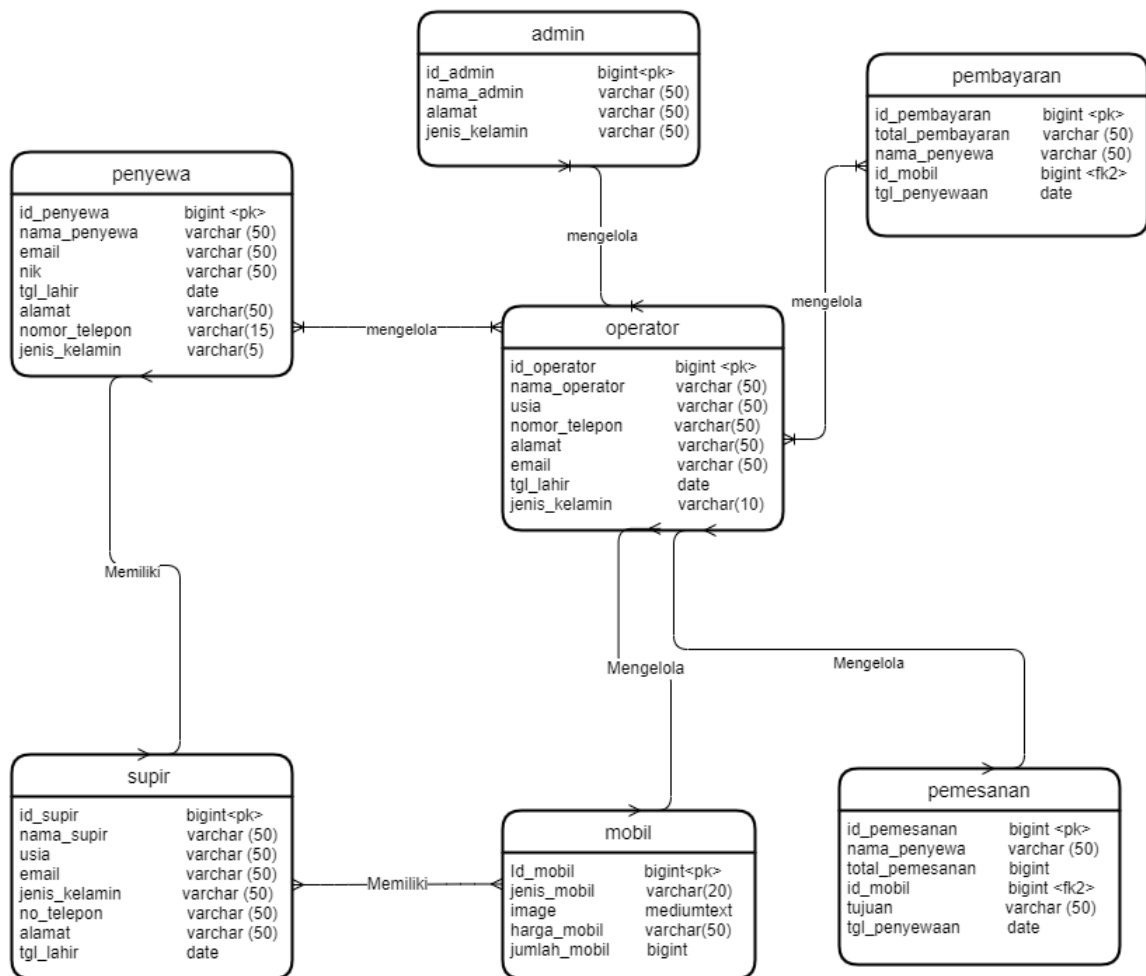 admin
id_admin bigint<pk>
nama_admin varchar (50)
alamat varchar (50)
jenis_kelamin varchar (50)
pembayaran
id_pembayaran bigint <pk>
total_pembayaran varchar (50)
nama_penyewa varchar (50)
id_mobil bigint <fk2>
tgl_penyewaan date
penyewa
id_penyewa bigint <pk>
nama_penyewa varchar (50)
email varchar (50)
nik varchar (50)
tgl_lahir date
alamat varchar(50)
nomor_telepon varchar(15)
jenis_kelamin varchar(5)
mengelola
mengelola
mengelola
operator
id_operator bigint <pk>
nama_operator varchar (50)
usia varchar (50)
nomor_telepon varchar(50)
alamat varchar(50)
email varchar (50)
tgl_lahir date
jenis_kelamin varchar(10)
Memiliki
Mengelola
Mengelola
supir
id_supir bigint<pk>
nama_supir varchar (50)
usia varchar (50)
email varchar (50)
jenis_kelamin varchar (50)
no_telepon varchar (50)
alamat varchar (50)
tgl_lahir date
Memiliki
mobil
Id_mobil bigint<pk>
jenis_mobil varchar(20)
image mediumtext
harga_mobil varchar(50)
jumlah_mobil bigint
pemesanan
id_pemesanan bigint <pk>
nama_penyewa varchar (50)
total_pemesanan bigint
id_mobil bigint <fk2>
tujuan varchar (50)
tgl_penyewaan date